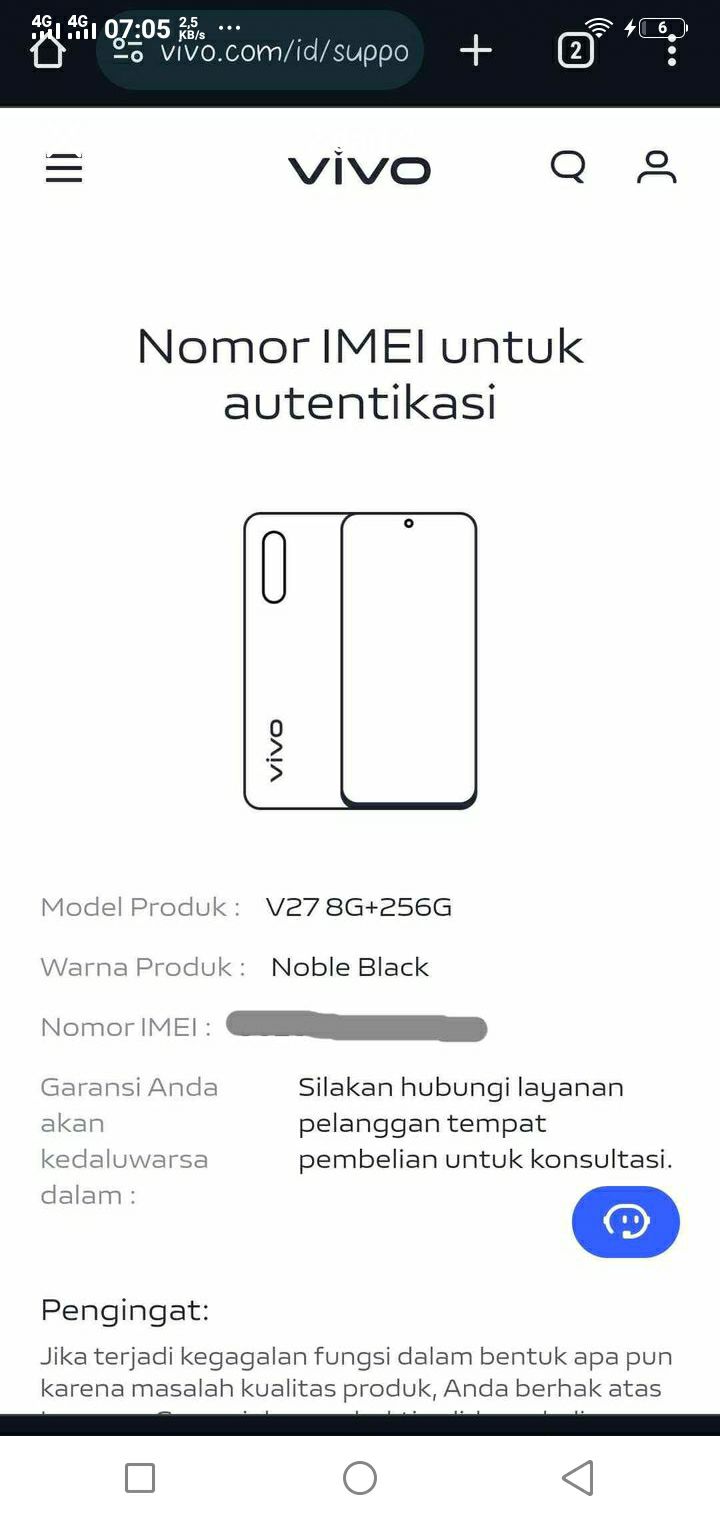 4G 4G 07:05 2,5 KB/s ... 6
vivo.com/id/suppo 2
vivo
Nomor IMEI untuk
autentikasi
vivo
Model Produk : V27 8G+256G
Warna Produk : Noble Black
Nomor IMEI :
Garansi Anda akan kedaluwarsa dalam : Silakan hubungi layanan pelanggan tempat pembelian untuk konsultasi.
Pengingat:
Jika terjadi kegagalan fungsi dalam bentuk apa pun
karena masalah kualitas produk, Anda berhak atas